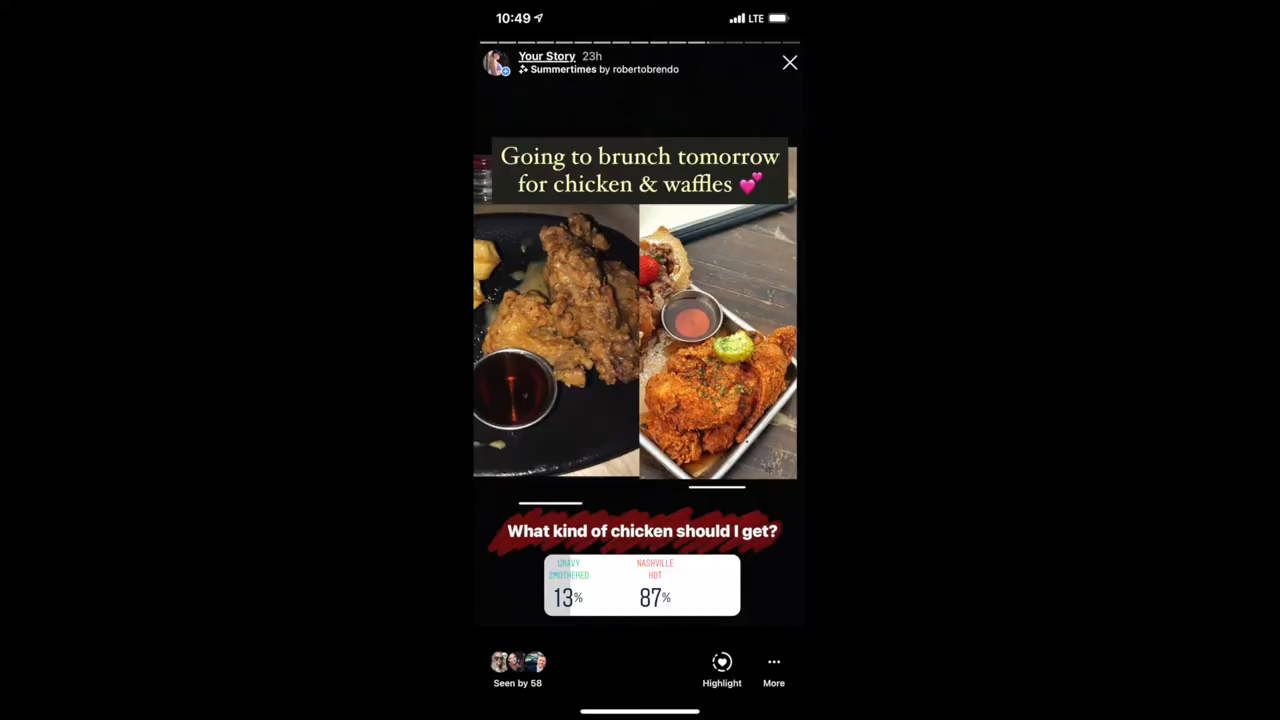 10:49
LTE
Your Story 23h
Summertimes by robertobrendo
Going to brunch tomorrow
for chicken & waffles 💕
What kind of chicken should I get?
GRAVY
SMOTHERED
13%
NASHVILLE
HOT
87%
Seen by 58
Highlight
More